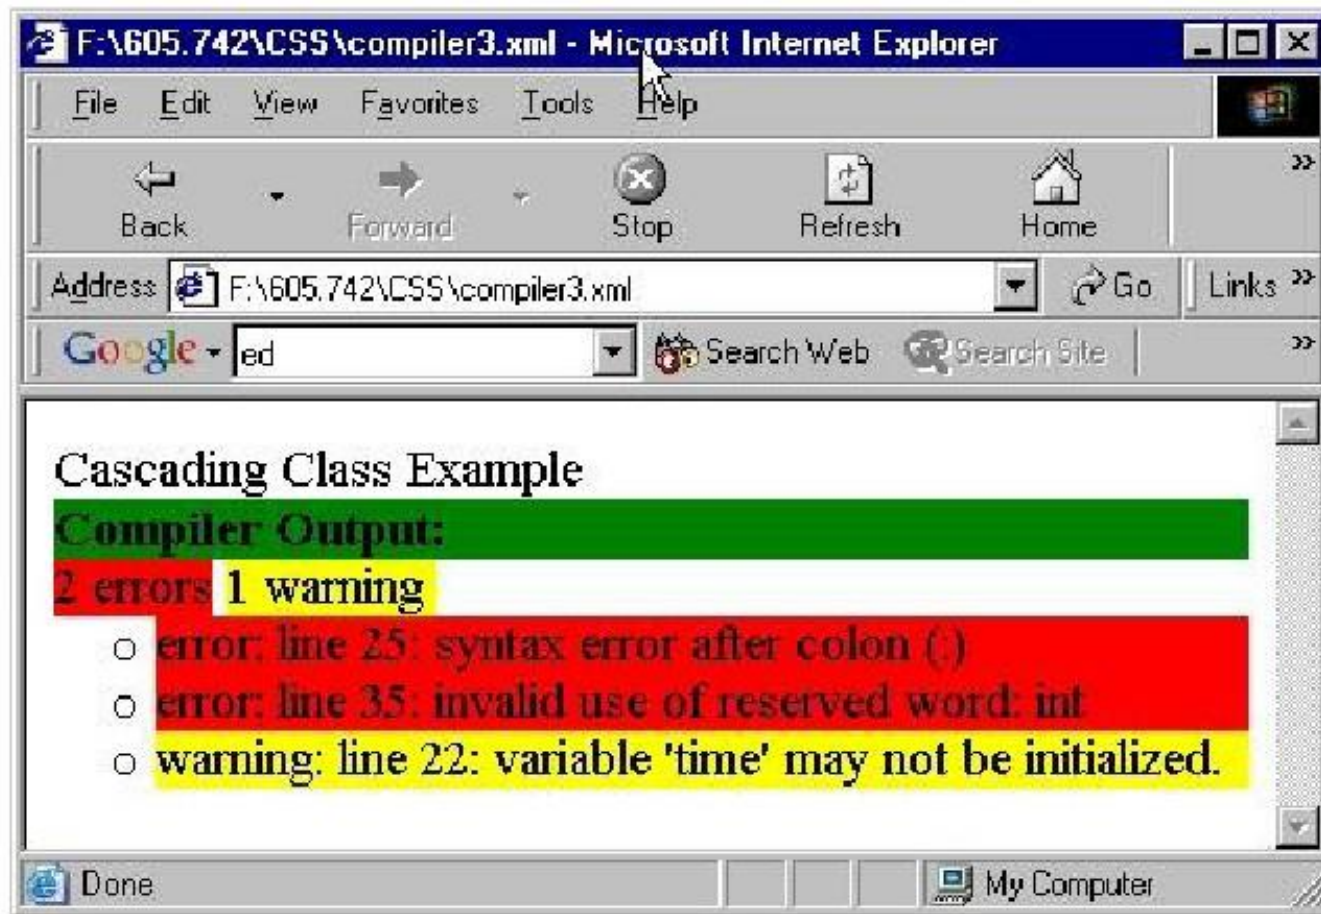 F:\605.742\CSS\compiler3.xml - Microsoft Internet Explorer
File Edit View Favorites Tools Help
Back Forward Stop Refresh Home »
Address F:\605.742\CSS\compiler3.xml Go Links »
Google ed Search Web Search Site »
Cascading Class Example
Compiler Output:
2 errors 1 warning
error: line 25: syntax error after colon (:)
error: line 35: invalid use of reserved word: int
warning: line 22: variable 'time' may not be initialized.
Done My Computer